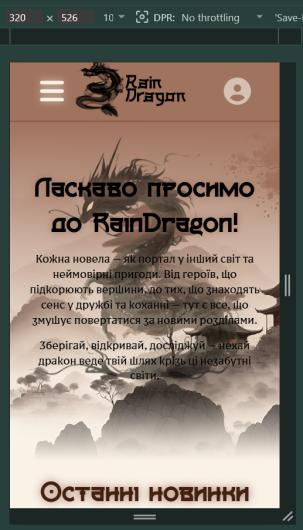 320 × 526 10 DPR: No throttling 'Save-
Rain
Dragon
Ласкаво просимо
до RainDragon!
Кожна новела – як портал у інший світ та
неймовірні пригоди. Від героїв, що
підкорюють вершини, до тих, що знаходять
сенс у дружбі та коханні – тут є все, що
змушує повертатися за новими розділами.
Зберігай, відкривай, досліджуй – нехай
дракон веде твій шлях крізь ці незабутні
світи.
Останні новинки